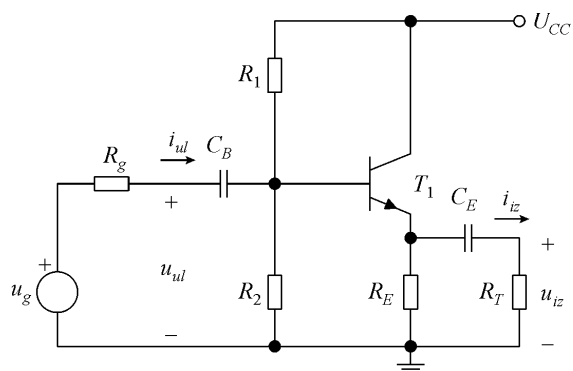 U_CC
R_1
i_ul
C_B
R_g
T_1
C_E
i_iz
+
+
+
u_g
u_ul
R_2
R_E
R_T
u_iz
−
−